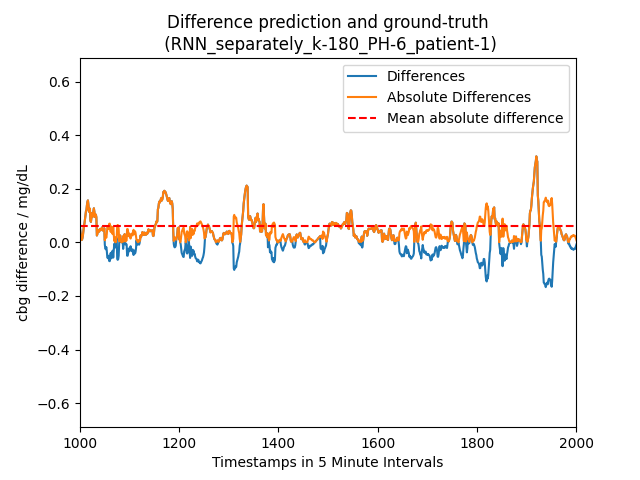 Difference prediction and ground-truth
(RNN_separately_k-180_PH-6_patient-1)
Differences
Absolute Differences
Mean absolute difference
cbg difference / mg/dL
0.6
0.4
0.2
0.0
−0.2
−0.4
−0.6
1000 1200 1400 1600 1800 2000
Timestamps in 5 Minute Intervals